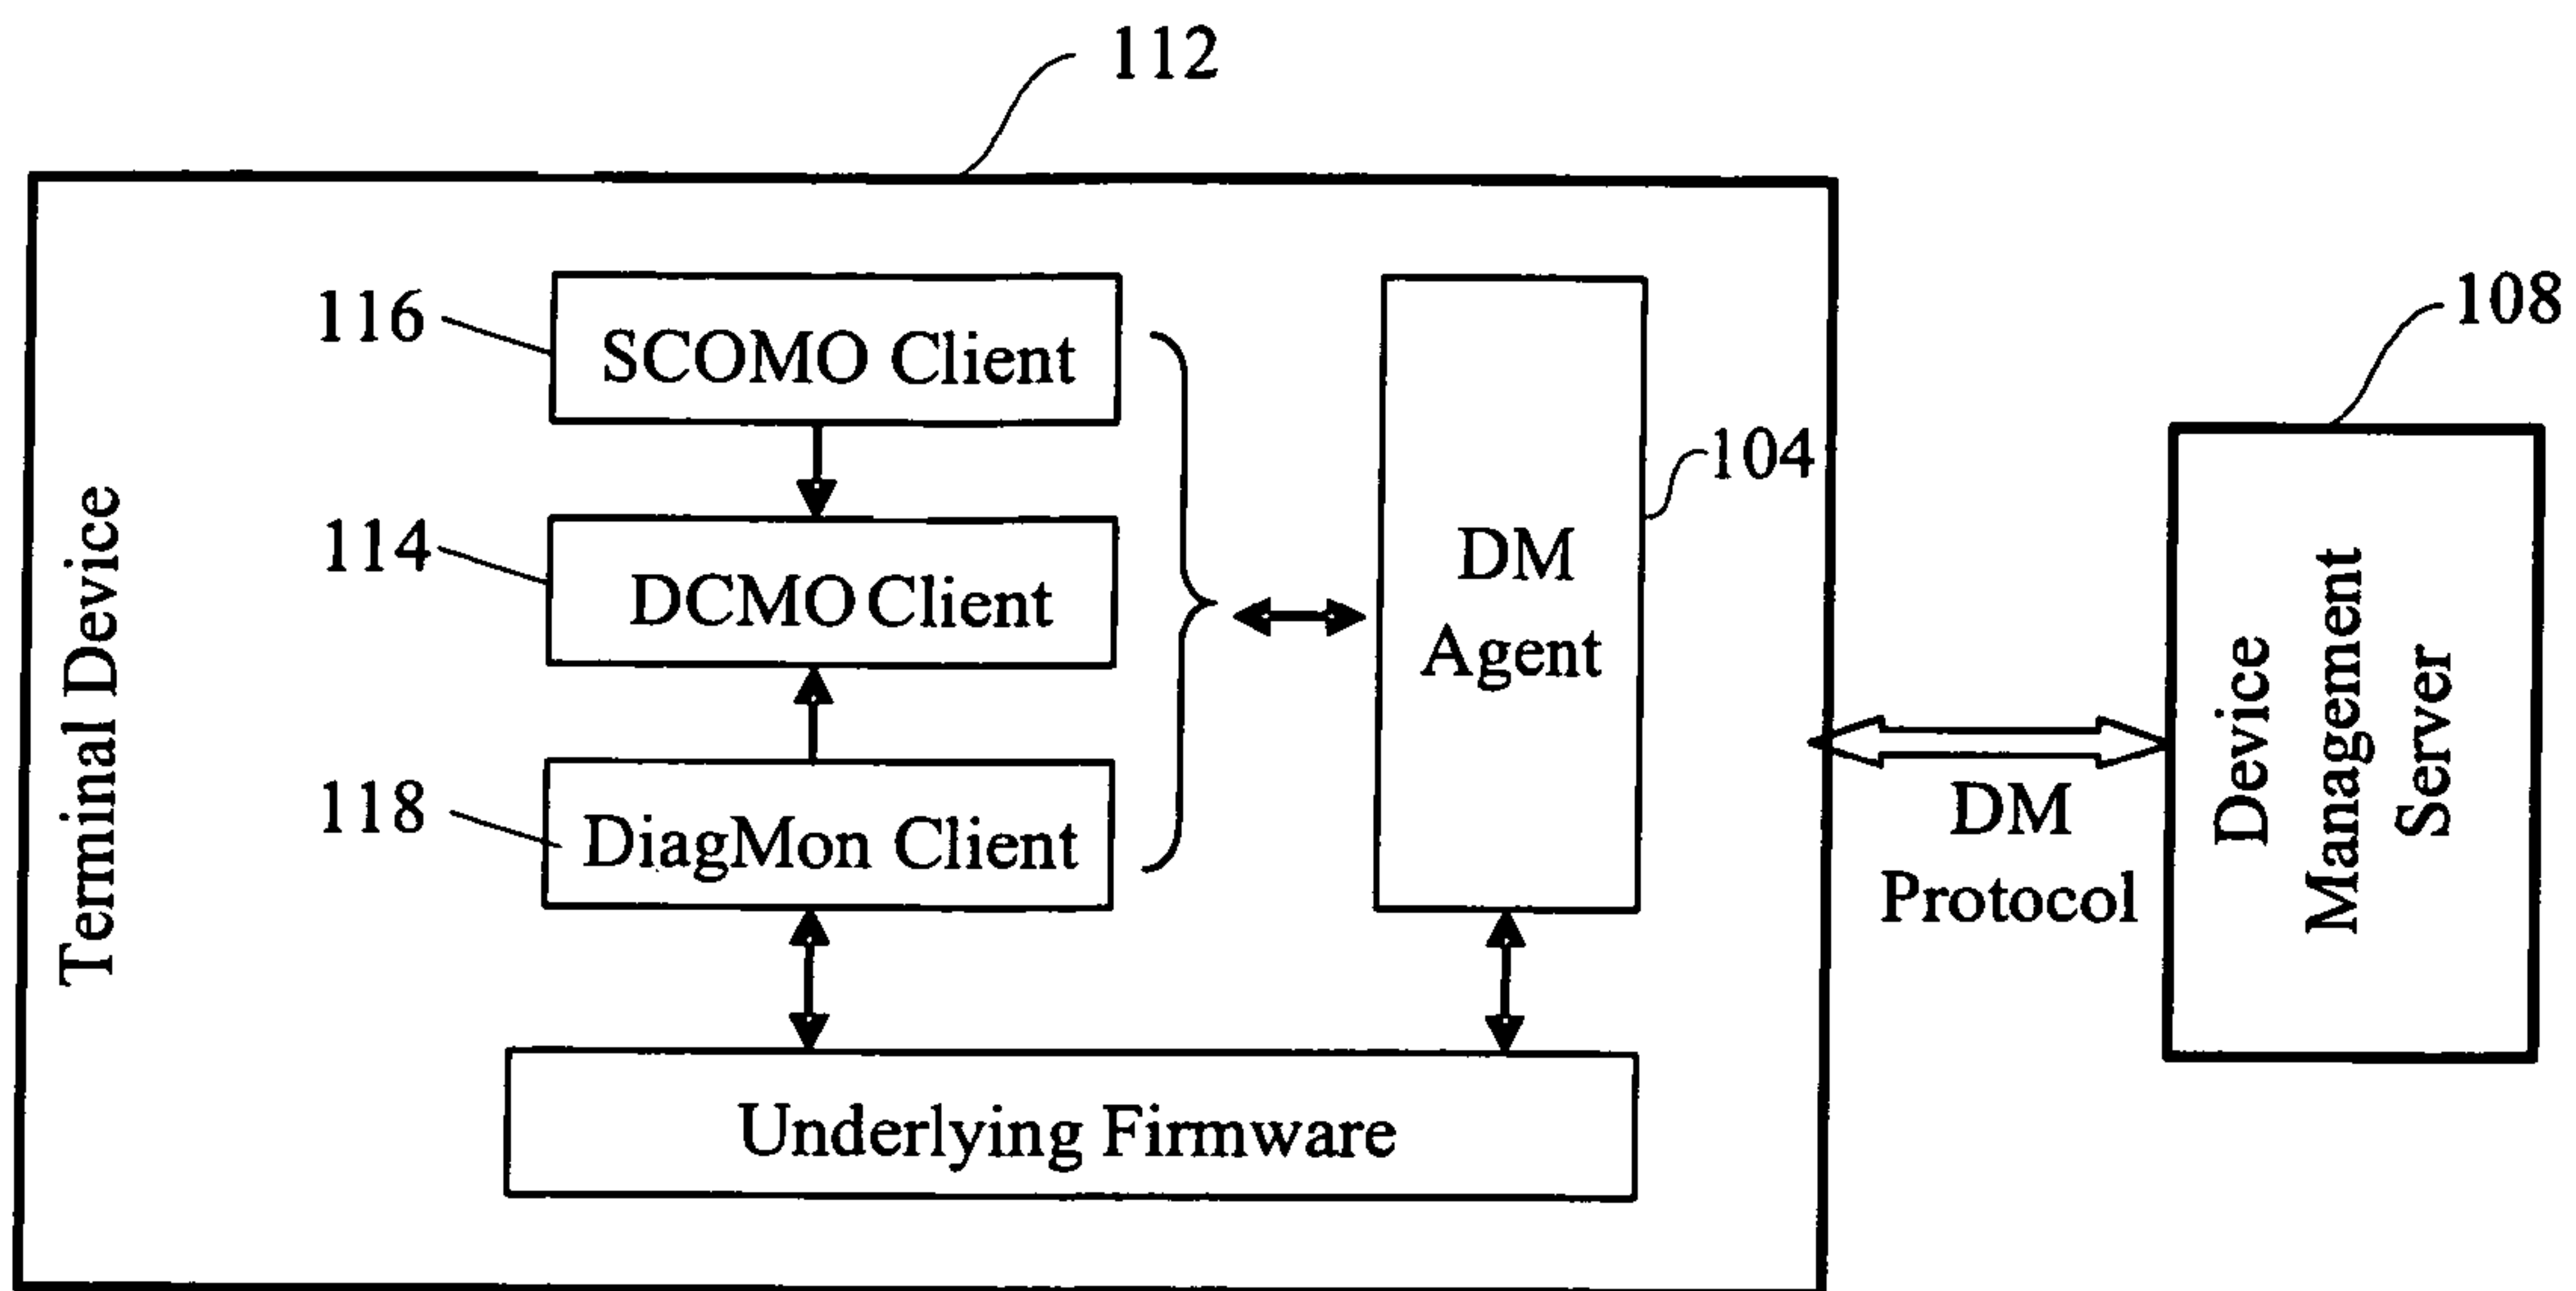 112
Terminal Device
116
SCOMO Client
114
DCMO Client
118
DiagMon Client
DM
Agent
104
Underlying Firmware
DM
Protocol
108
Device
Management
Server